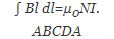 ∫ Bl dl=μ₀NI.
ABCDA